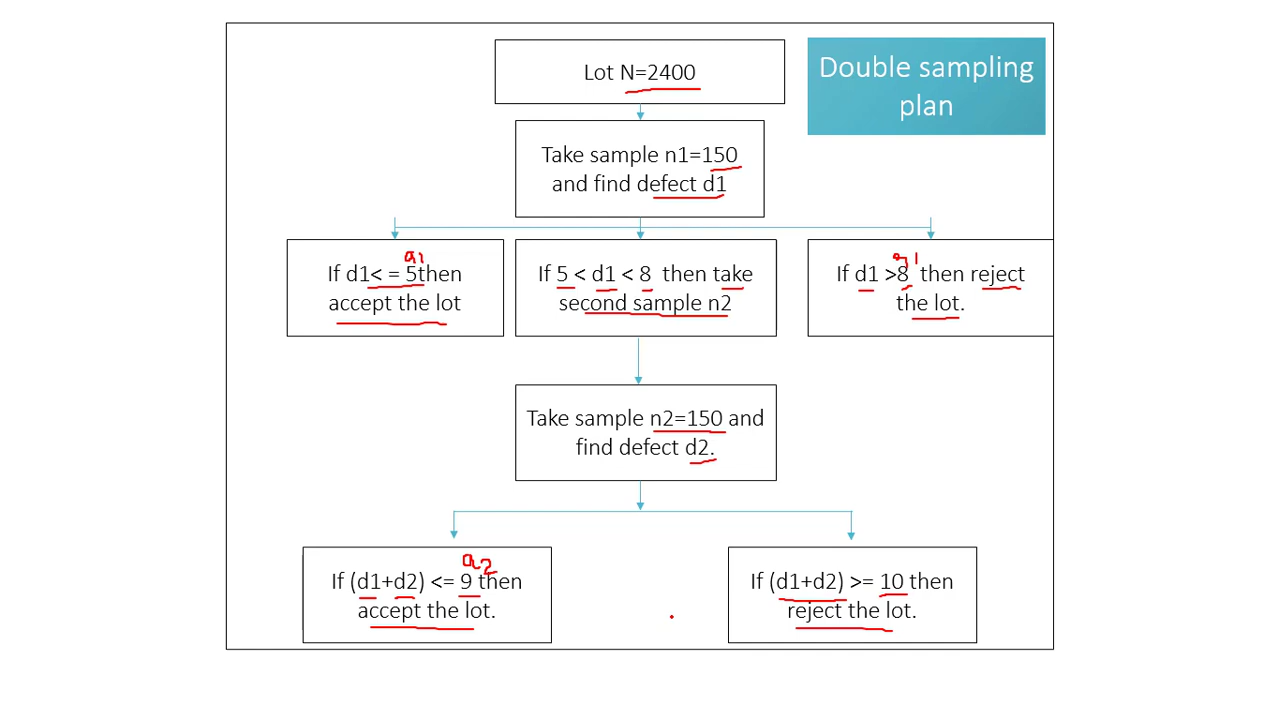 Lot N=2400
Double sampling
plan
Take sample n1=150
and find defect d1
a1
If d1< = 5then
accept the lot
If 5 < d1 < 8 then take
second sample n2
If d1 >8 then reject
the lot.
Take sample n2=150 and
find defect d2.
a2
If (d1+d2) <= 9 then
accept the lot.
If (d1+d2) >= 10 then
reject the lot.